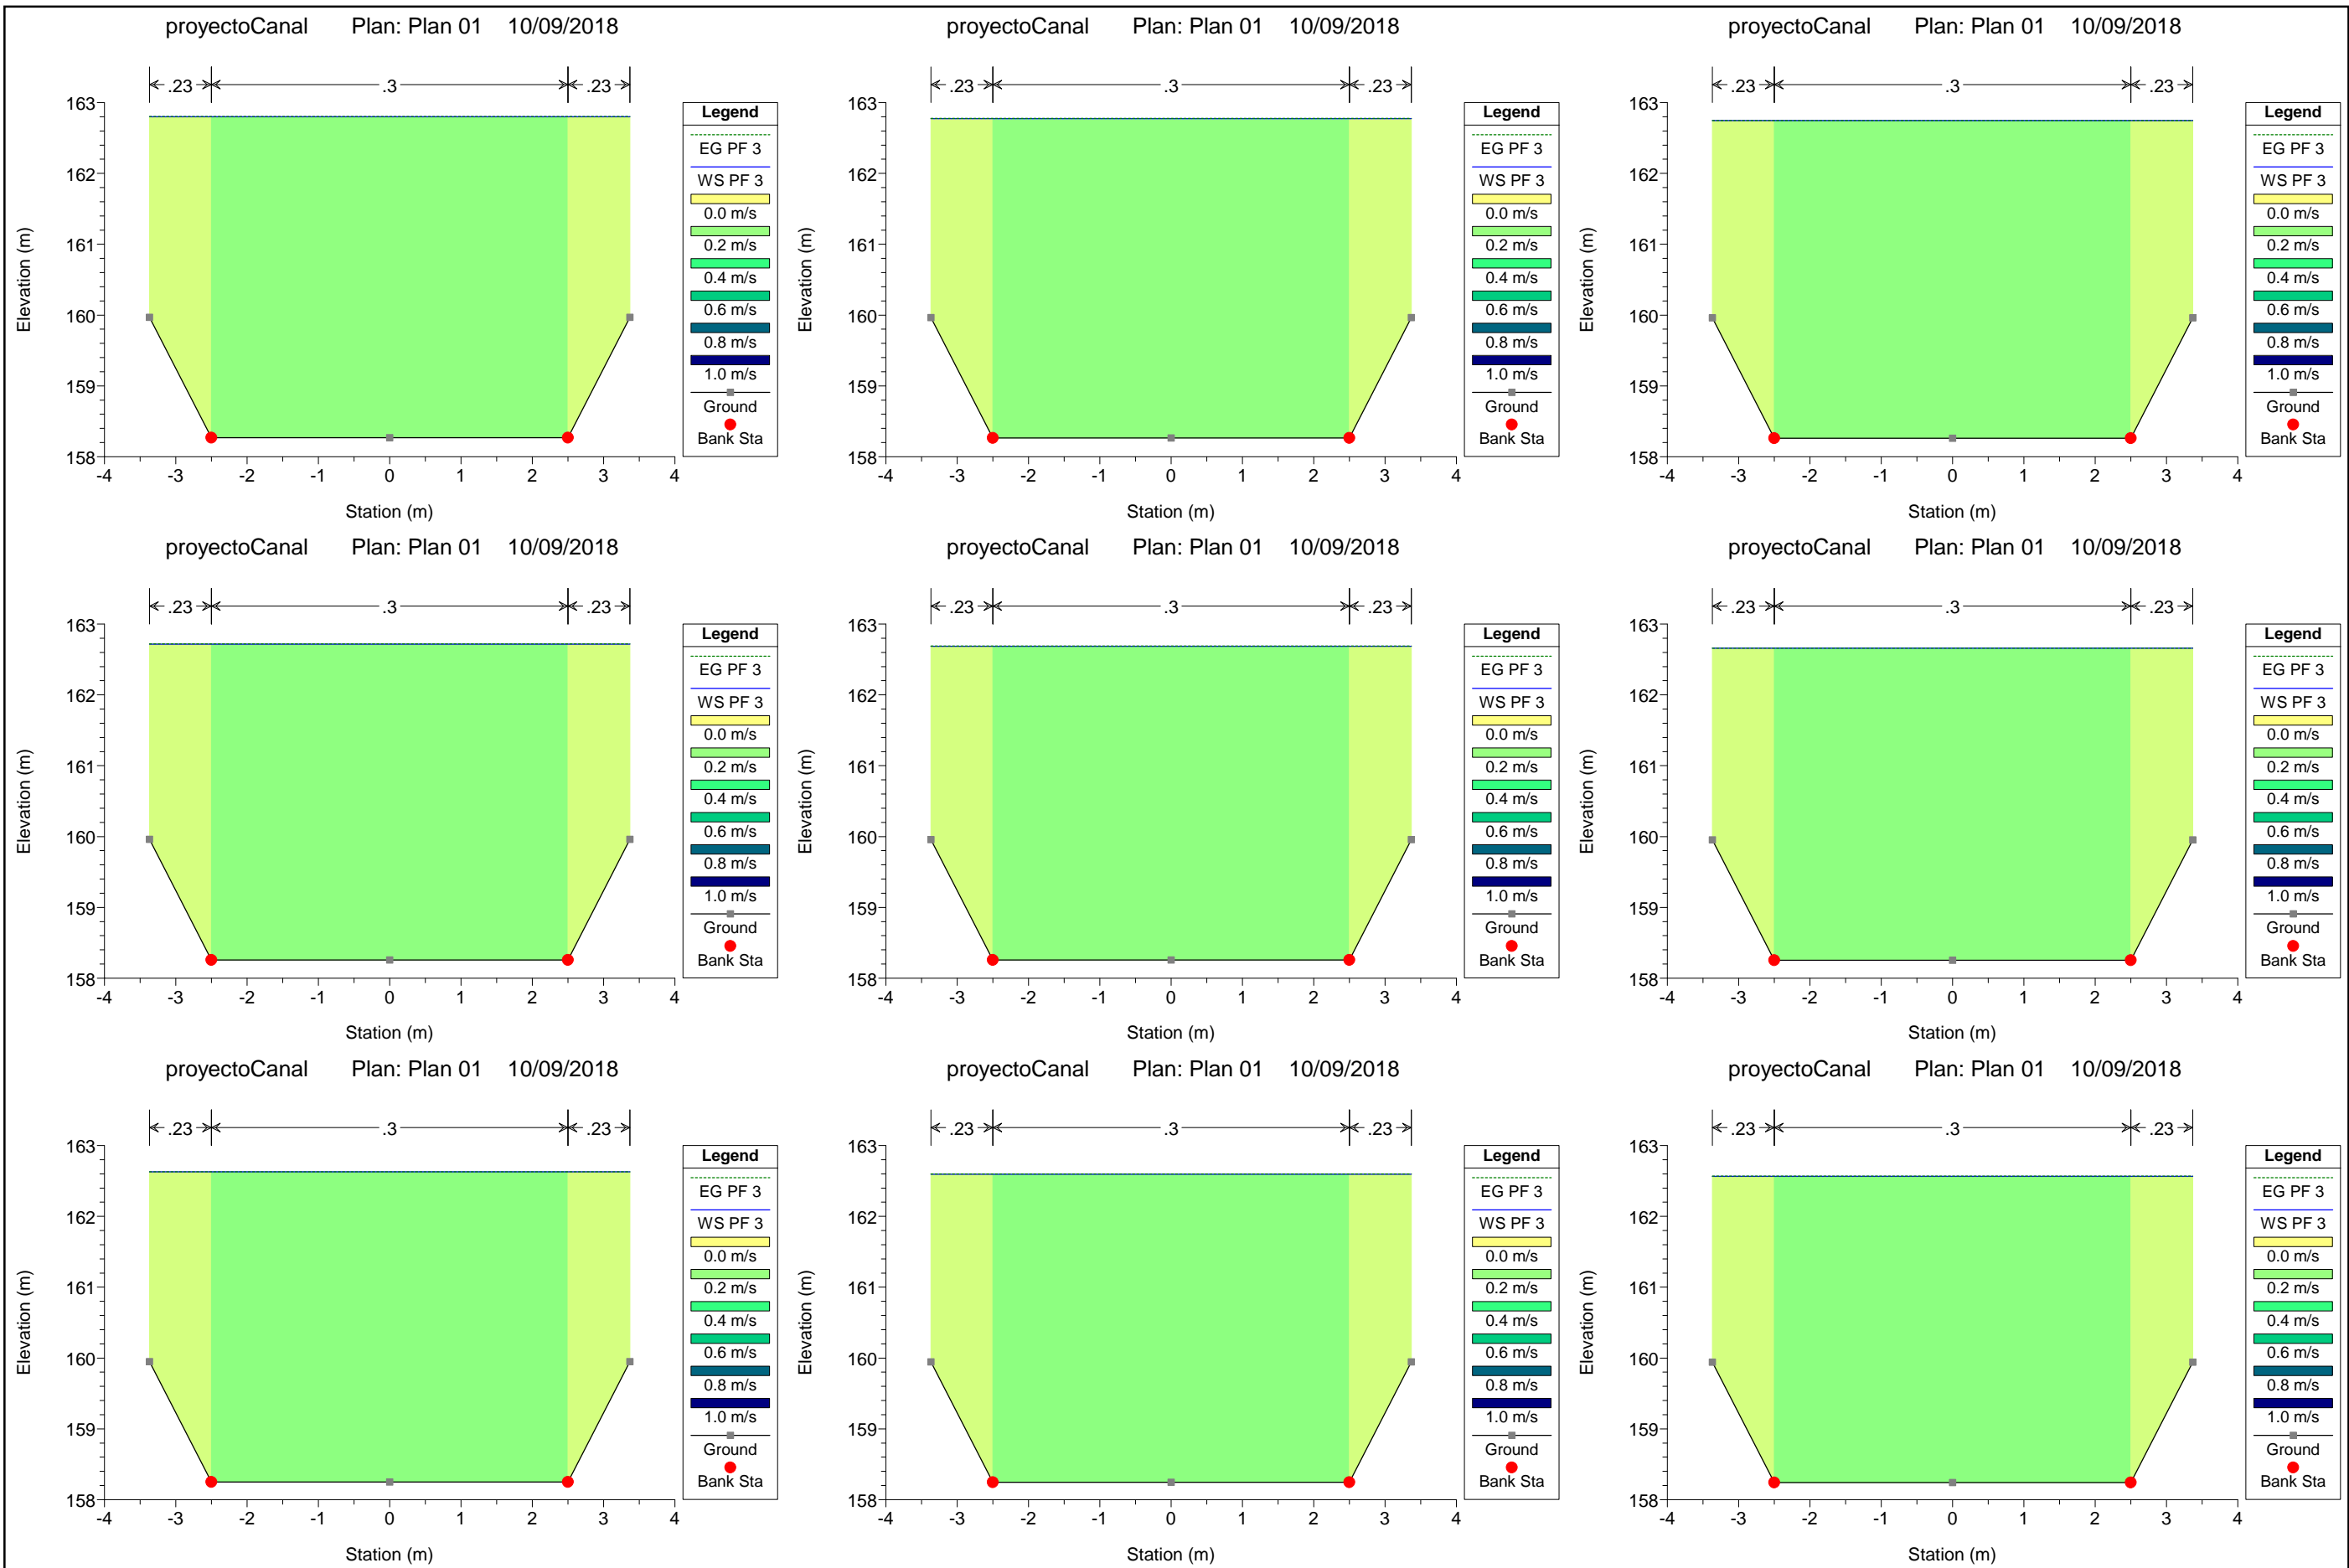 proyectoCanal Plan: Plan 01 10/09/2018
.23 .3 .23
163
162
161
160
159
158
Elevation (m)
-4 -3 -2 -1 0 1 2 3 4
Station (m)
Legend
EG PF 3
WS PF 3
0.0 m/s
0.2 m/s
0.4 m/s
0.6 m/s
0.8 m/s
1.0 m/s
Ground
Bank Sta
proyectoCanal Plan: Plan 01 10/09/2018
.23 .3 .23
163
162
161
160
159
158
Elevation (m)
-4 -3 -2 -1 0 1 2 3 4
Station (m)
Legend
EG PF 3
WS PF 3
0.0 m/s
0.2 m/s
0.4 m/s
0.6 m/s
0.8 m/s
1.0 m/s
Ground
Bank Sta
proyectoCanal Plan: Plan 01 10/09/2018
.23 .3 .23
163
162
161
160
159
158
Elevation (m)
-4 -3 -2 -1 0 1 2 3 4
Station (m)
Legend
EG PF 3
WS PF 3
0.0 m/s
0.2 m/s
0.4 m/s
0.6 m/s
0.8 m/s
1.0 m/s
Ground
Bank Sta
proyectoCanal Plan: Plan 01 10/09/2018
.23 .3 .23
163
162
161
160
159
158
Elevation (m)
-4 -3 -2 -1 0 1 2 3 4
Station (m)
Legend
EG PF 3
WS PF 3
0.0 m/s
0.2 m/s
0.4 m/s
0.6 m/s
0.8 m/s
1.0 m/s
Ground
Bank Sta
proyectoCanal Plan: Plan 01 10/09/2018
.23 .3 .23
163
162
161
160
159
158
Elevation (m)
-4 -3 -2 -1 0 1 2 3 4
Station (m)
Legend
EG PF 3
WS PF 3
0.0 m/s
0.2 m/s
0.4 m/s
0.6 m/s
0.8 m/s
1.0 m/s
Ground
Bank Sta
proyectoCanal Plan: Plan 01 10/09/2018
.23 .3 .23
163
162
161
160
159
158
Elevation (m)
-4 -3 -2 -1 0 1 2 3 4
Station (m)
Legend
EG PF 3
WS PF 3
0.0 m/s
0.2 m/s
0.4 m/s
0.6 m/s
0.8 m/s
1.0 m/s
Ground
Bank Sta
proyectoCanal Plan: Plan 01 10/09/2018
.23 .3 .23
163
162
161
160
159
158
Elevation (m)
-4 -3 -2 -1 0 1 2 3 4
Station (m)
Legend
EG PF 3
WS PF 3
0.0 m/s
0.2 m/s
0.4 m/s
0.6 m/s
0.8 m/s
1.0 m/s
Ground
Bank Sta
proyectoCanal Plan: Plan 01 10/09/2018
.23 .3 .23
163
162
161
160
159
158
Elevation (m)
-4 -3 -2 -1 0 1 2 3 4
Station (m)
Legend
EG PF 3
WS PF 3
0.0 m/s
0.2 m/s
0.4 m/s
0.6 m/s
0.8 m/s
1.0 m/s
Ground
Bank Sta
proyectoCanal Plan: Plan 01 10/09/2018
.23 .3 .23
163
162
161
160
159
158
Elevation (m)
-4 -3 -2 -1 0 1 2 3 4
Station (m)
Legend
EG PF 3
WS PF 3
0.0 m/s
0.2 m/s
0.4 m/s
0.6 m/s
0.8 m/s
1.0 m/s
Ground
Bank Sta